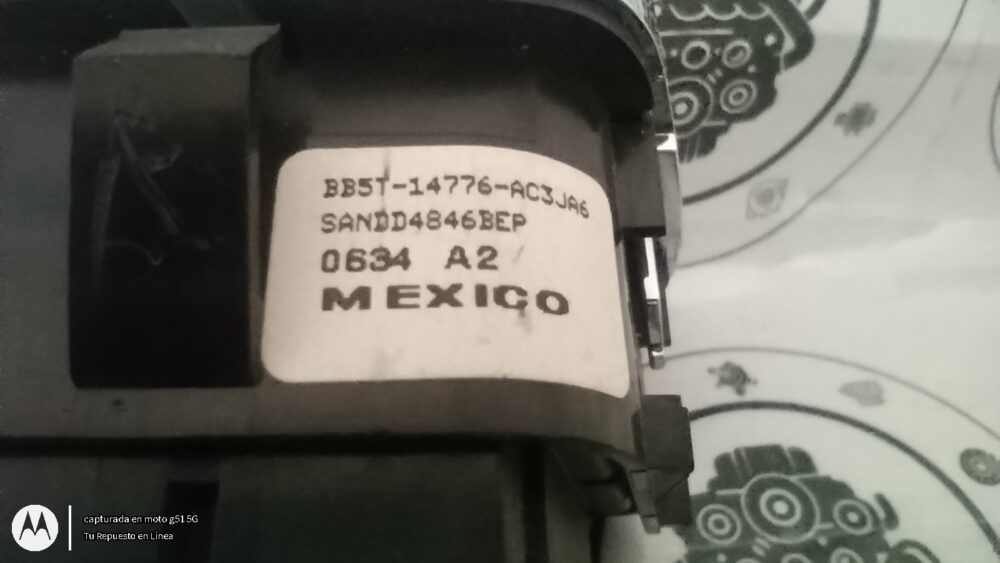 BB5T-14776-AC3JA6
SANDD4846BEP
0634 A2
MEXICO
capturada en moto g51 5G
Tu Repuesto en Linea